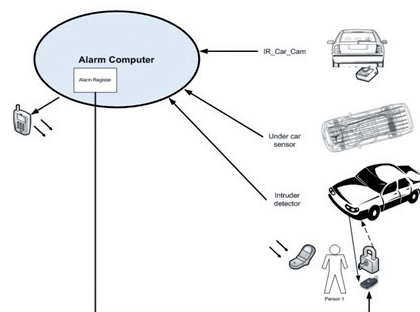 Alarm Computer
Alarm Register
IR_Car_Cam
Under car
sensor
Intruder
detector
Person 1